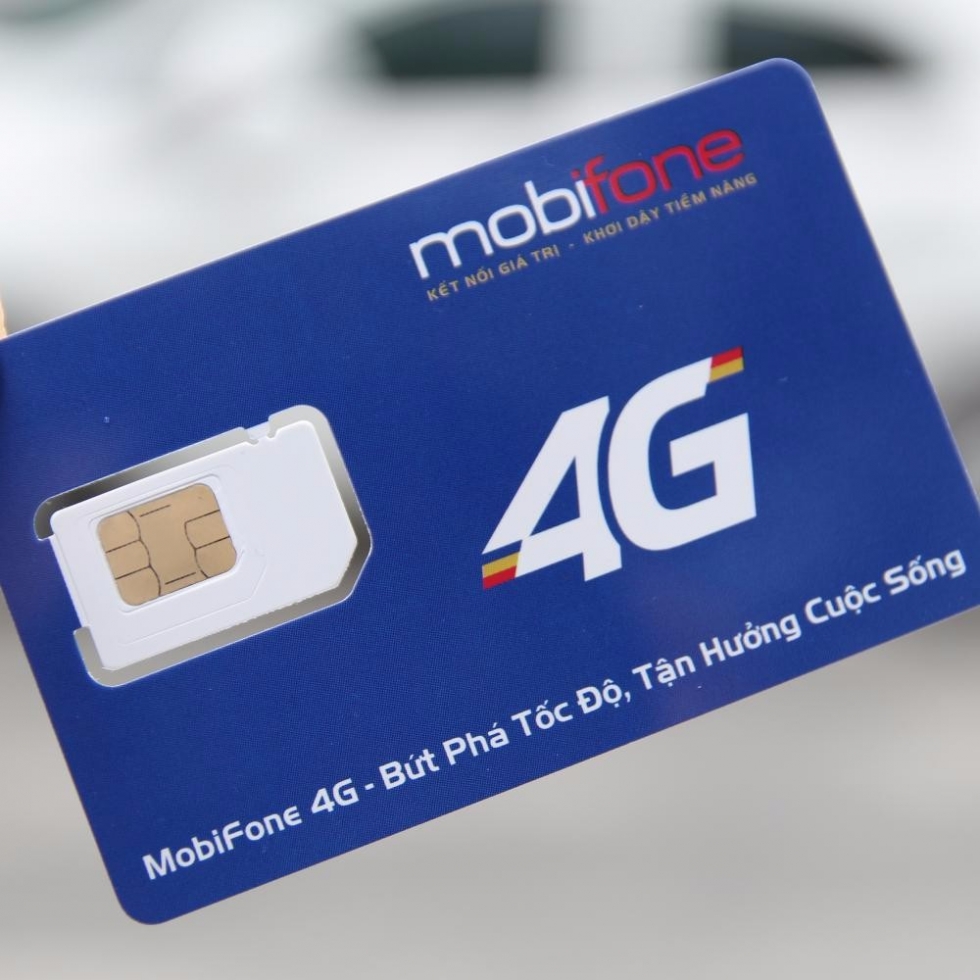 mobifone
KẾT NỐI GIÁ TRỊ - KHƠI DẬY TIỀM NĂNG
4G
MobiFone 4G - Bứt Phá Tốc Độ, Tận Hưởng Cuộc Sống